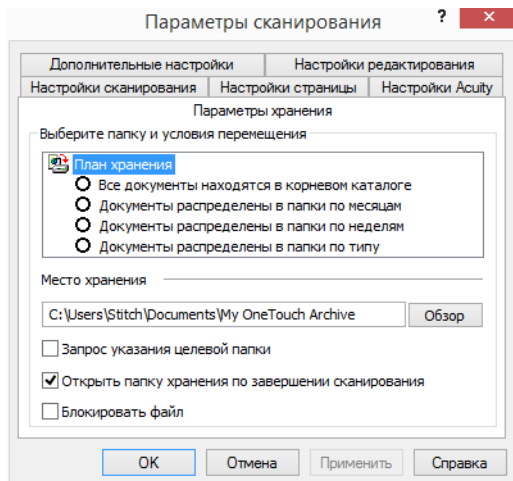 Параметры сканирования
?
Дополнительные настройки
Настройки редактирования
Настройки сканирования
Настройки страницы
Настройки Acuity
Параметры хранения
Выберите папку и условия перемещения
План хранения
Все документы находятся в корневом каталоге
Документы распределены в папки по месяцам
Документы распределены в папки по неделям
Документы распределены в папки по типу
Место хранения
C:\Users\Stitch\Documents\My OneTouch Archive
Обзор
Запрос указания целевой папки
Открыть папку хранения по завершении сканирования
Блокировать файл
OK
Отмена
Применить
Справка